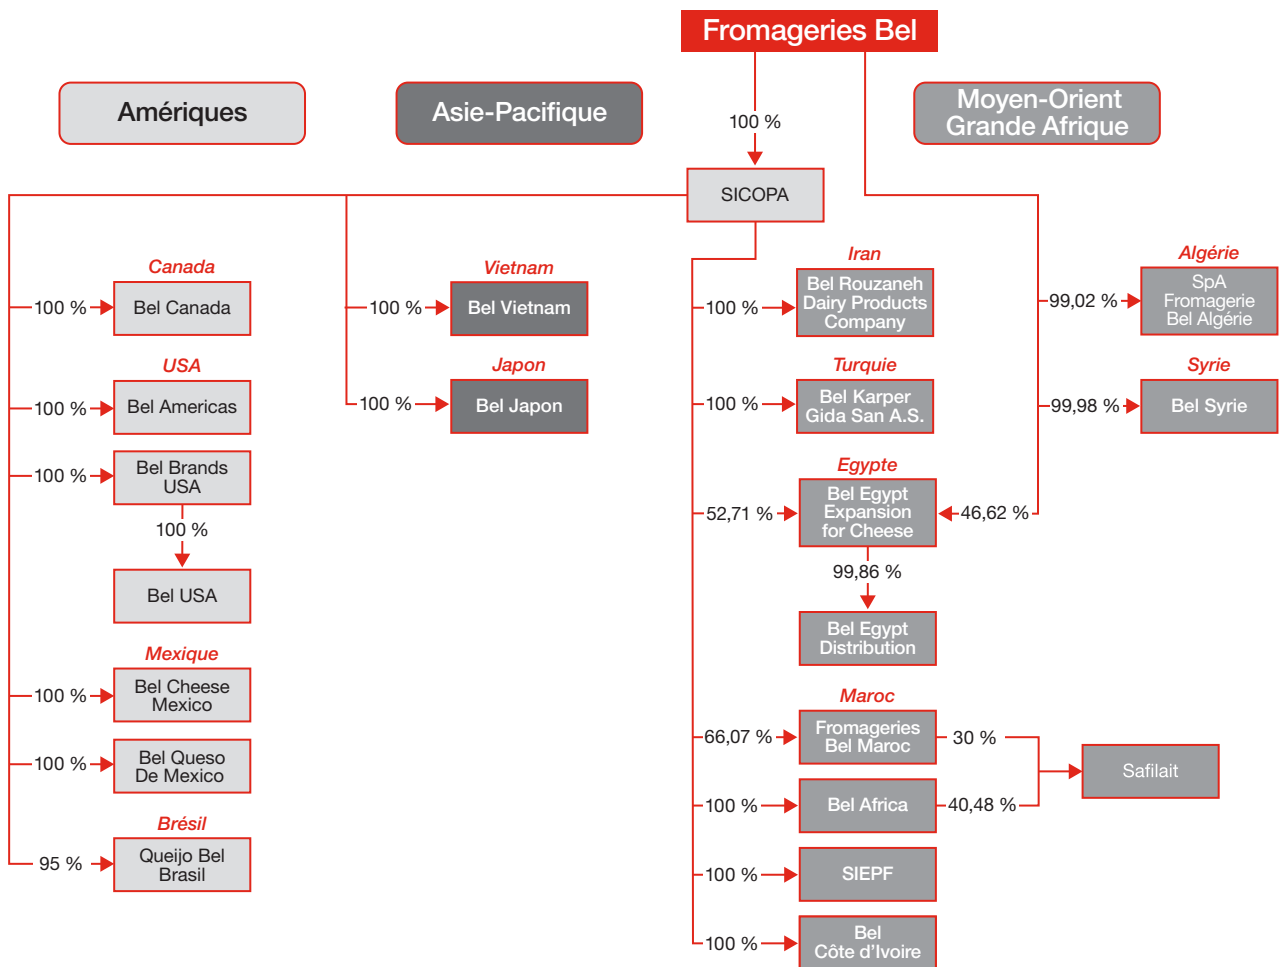 Fromageries Bel
Amériques
Asie-Pacifique
Moyen-Orient
Grande Afrique
100 %
SICOPA
Canada
100 %
Bel Canada
USA
100 %
Bel Americas
100 %
Bel Brands
USA
100 %
Bel USA
Mexique
100 %
Bel Cheese
Mexico
100 %
Bel Queso
De Mexico
Brésil
95 %
Queijo Bel
Brasil
Vietnam
100 %
Bel Vietnam
Japon
100 %
Bel Japon
Iran
100 %
Bel Rouzaneh
Dairy Products
Company
Turquie
100 %
Bel Karper
Gida San A.S.
Egypte
52,71 %
Bel Egypt
Expansion
for Cheese
46,62 %
99,86 %
Bel Egypt
Distribution
Maroc
66,07 %
Fromageries
Bel Maroc
30 %
100 %
Bel Africa
40,48 %
Safilait
100 %
SIEPF
100 %
Bel
Côte d'Ivoire
Algérie
99,02 %
SpA
Fromagerie
Bel Algérie
Syrie
99,98 %
Bel Syrie